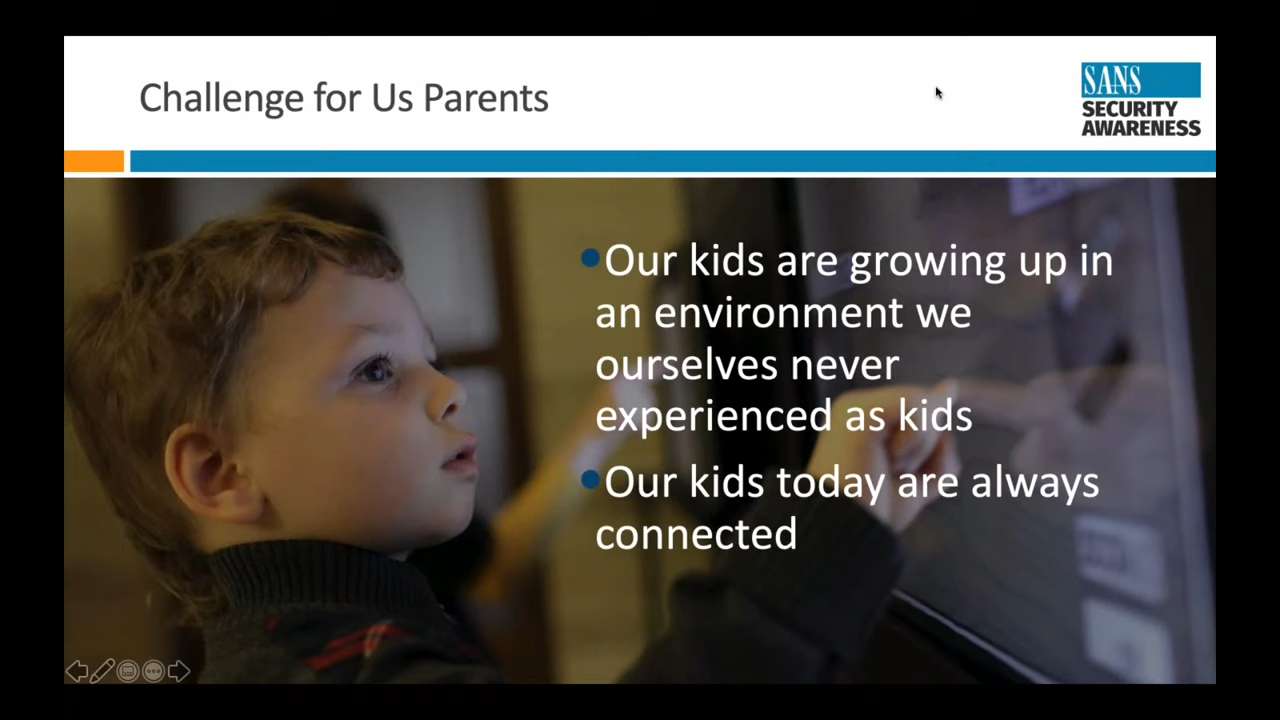 Challenge for Us Parents
SANS
SECURITY
AWARENESS
•Our kids are growing up in
an environment we
ourselves never
experienced as kids
•Our kids today are always
connected